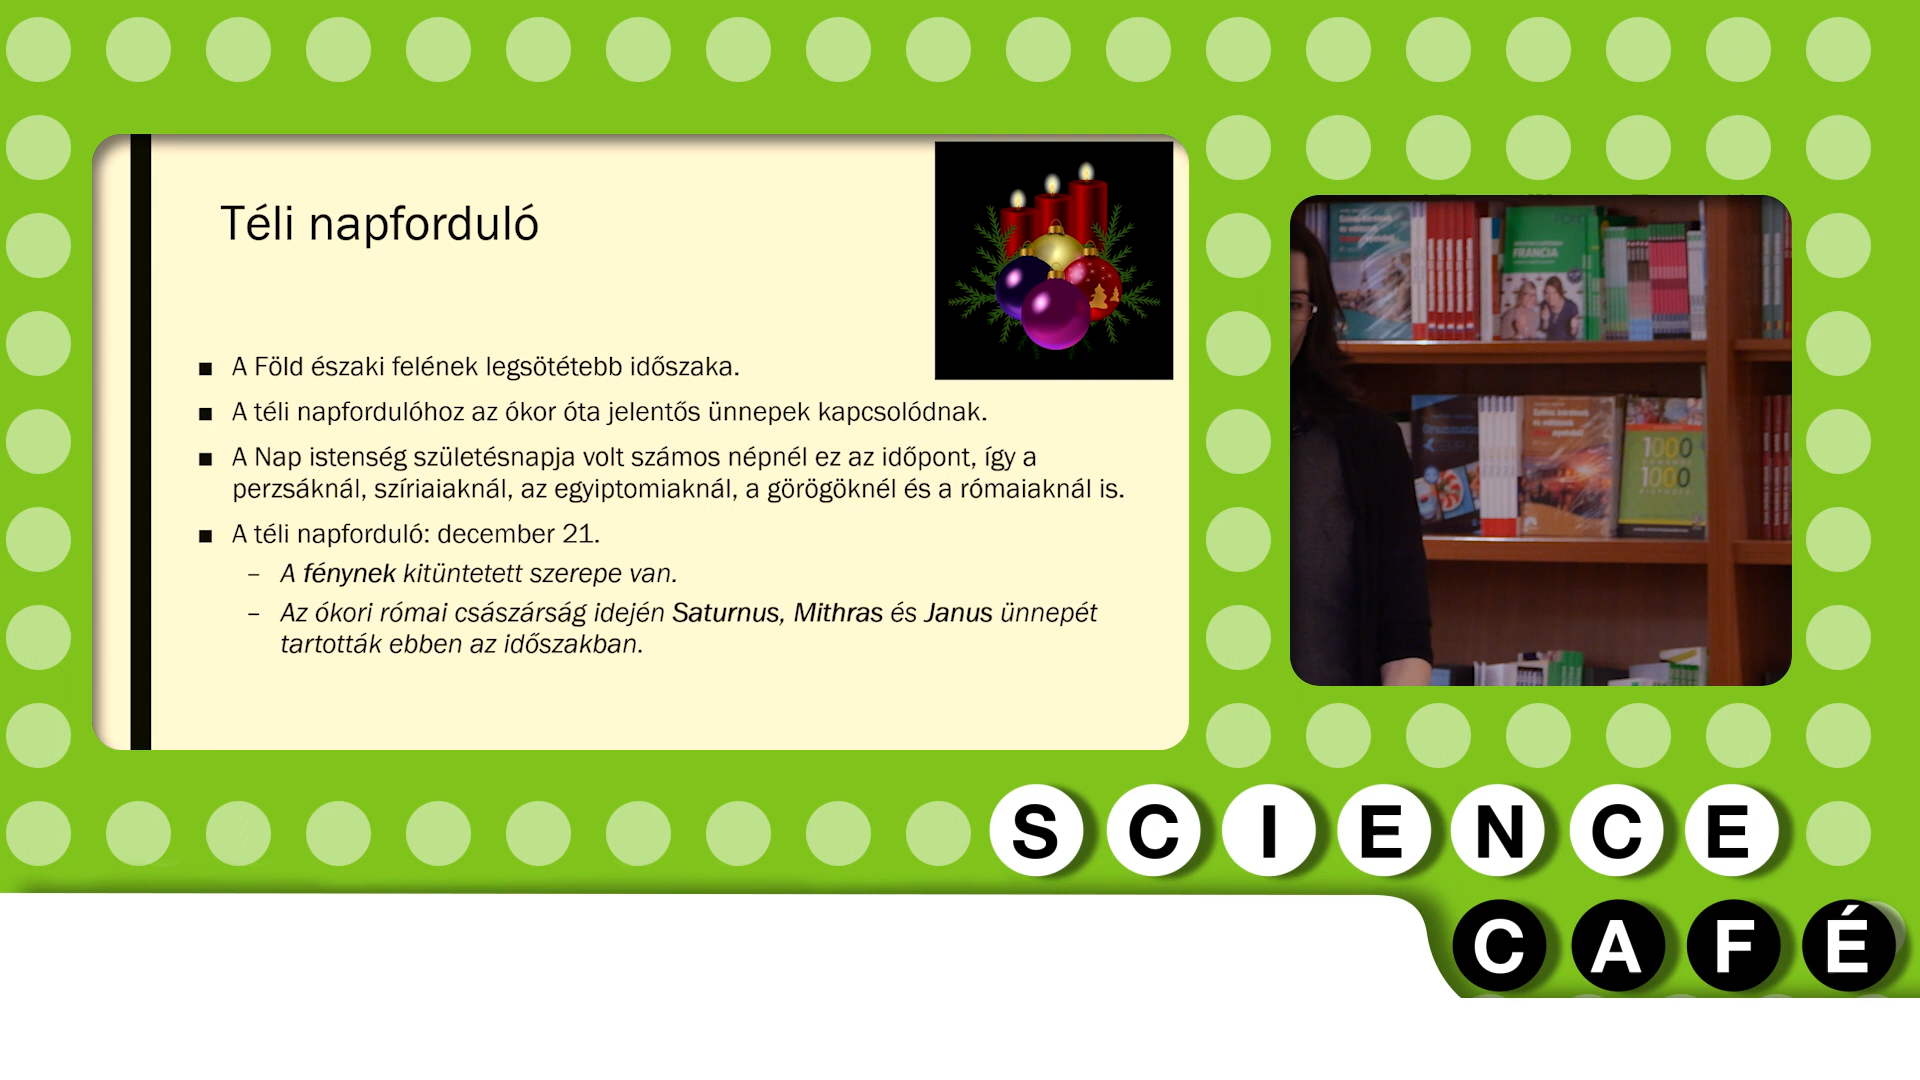 Téli napforduló
■ A Föld északi felének legsötétebb időszaka.
■ A téli napfordulóhoz az ókor óta jelentős ünnepek kapcsolódnak.
■ A Nap istenség születésnapja volt számos népnél ez az időpont, így a
perzsáknál, szíriaiaknál, az egyiptomiaknál, a görögöknél és a rómaiaknál is.
■ A téli napforduló: december 21.
– A fénynek kitüntetett szerepe van.
– Az ókori római császárság idején Saturnus, Mithras és Janus ünnepét
tartották ebben az időszakban.
FRANCIA
1000
1000
SCIENCE
CAFÉ